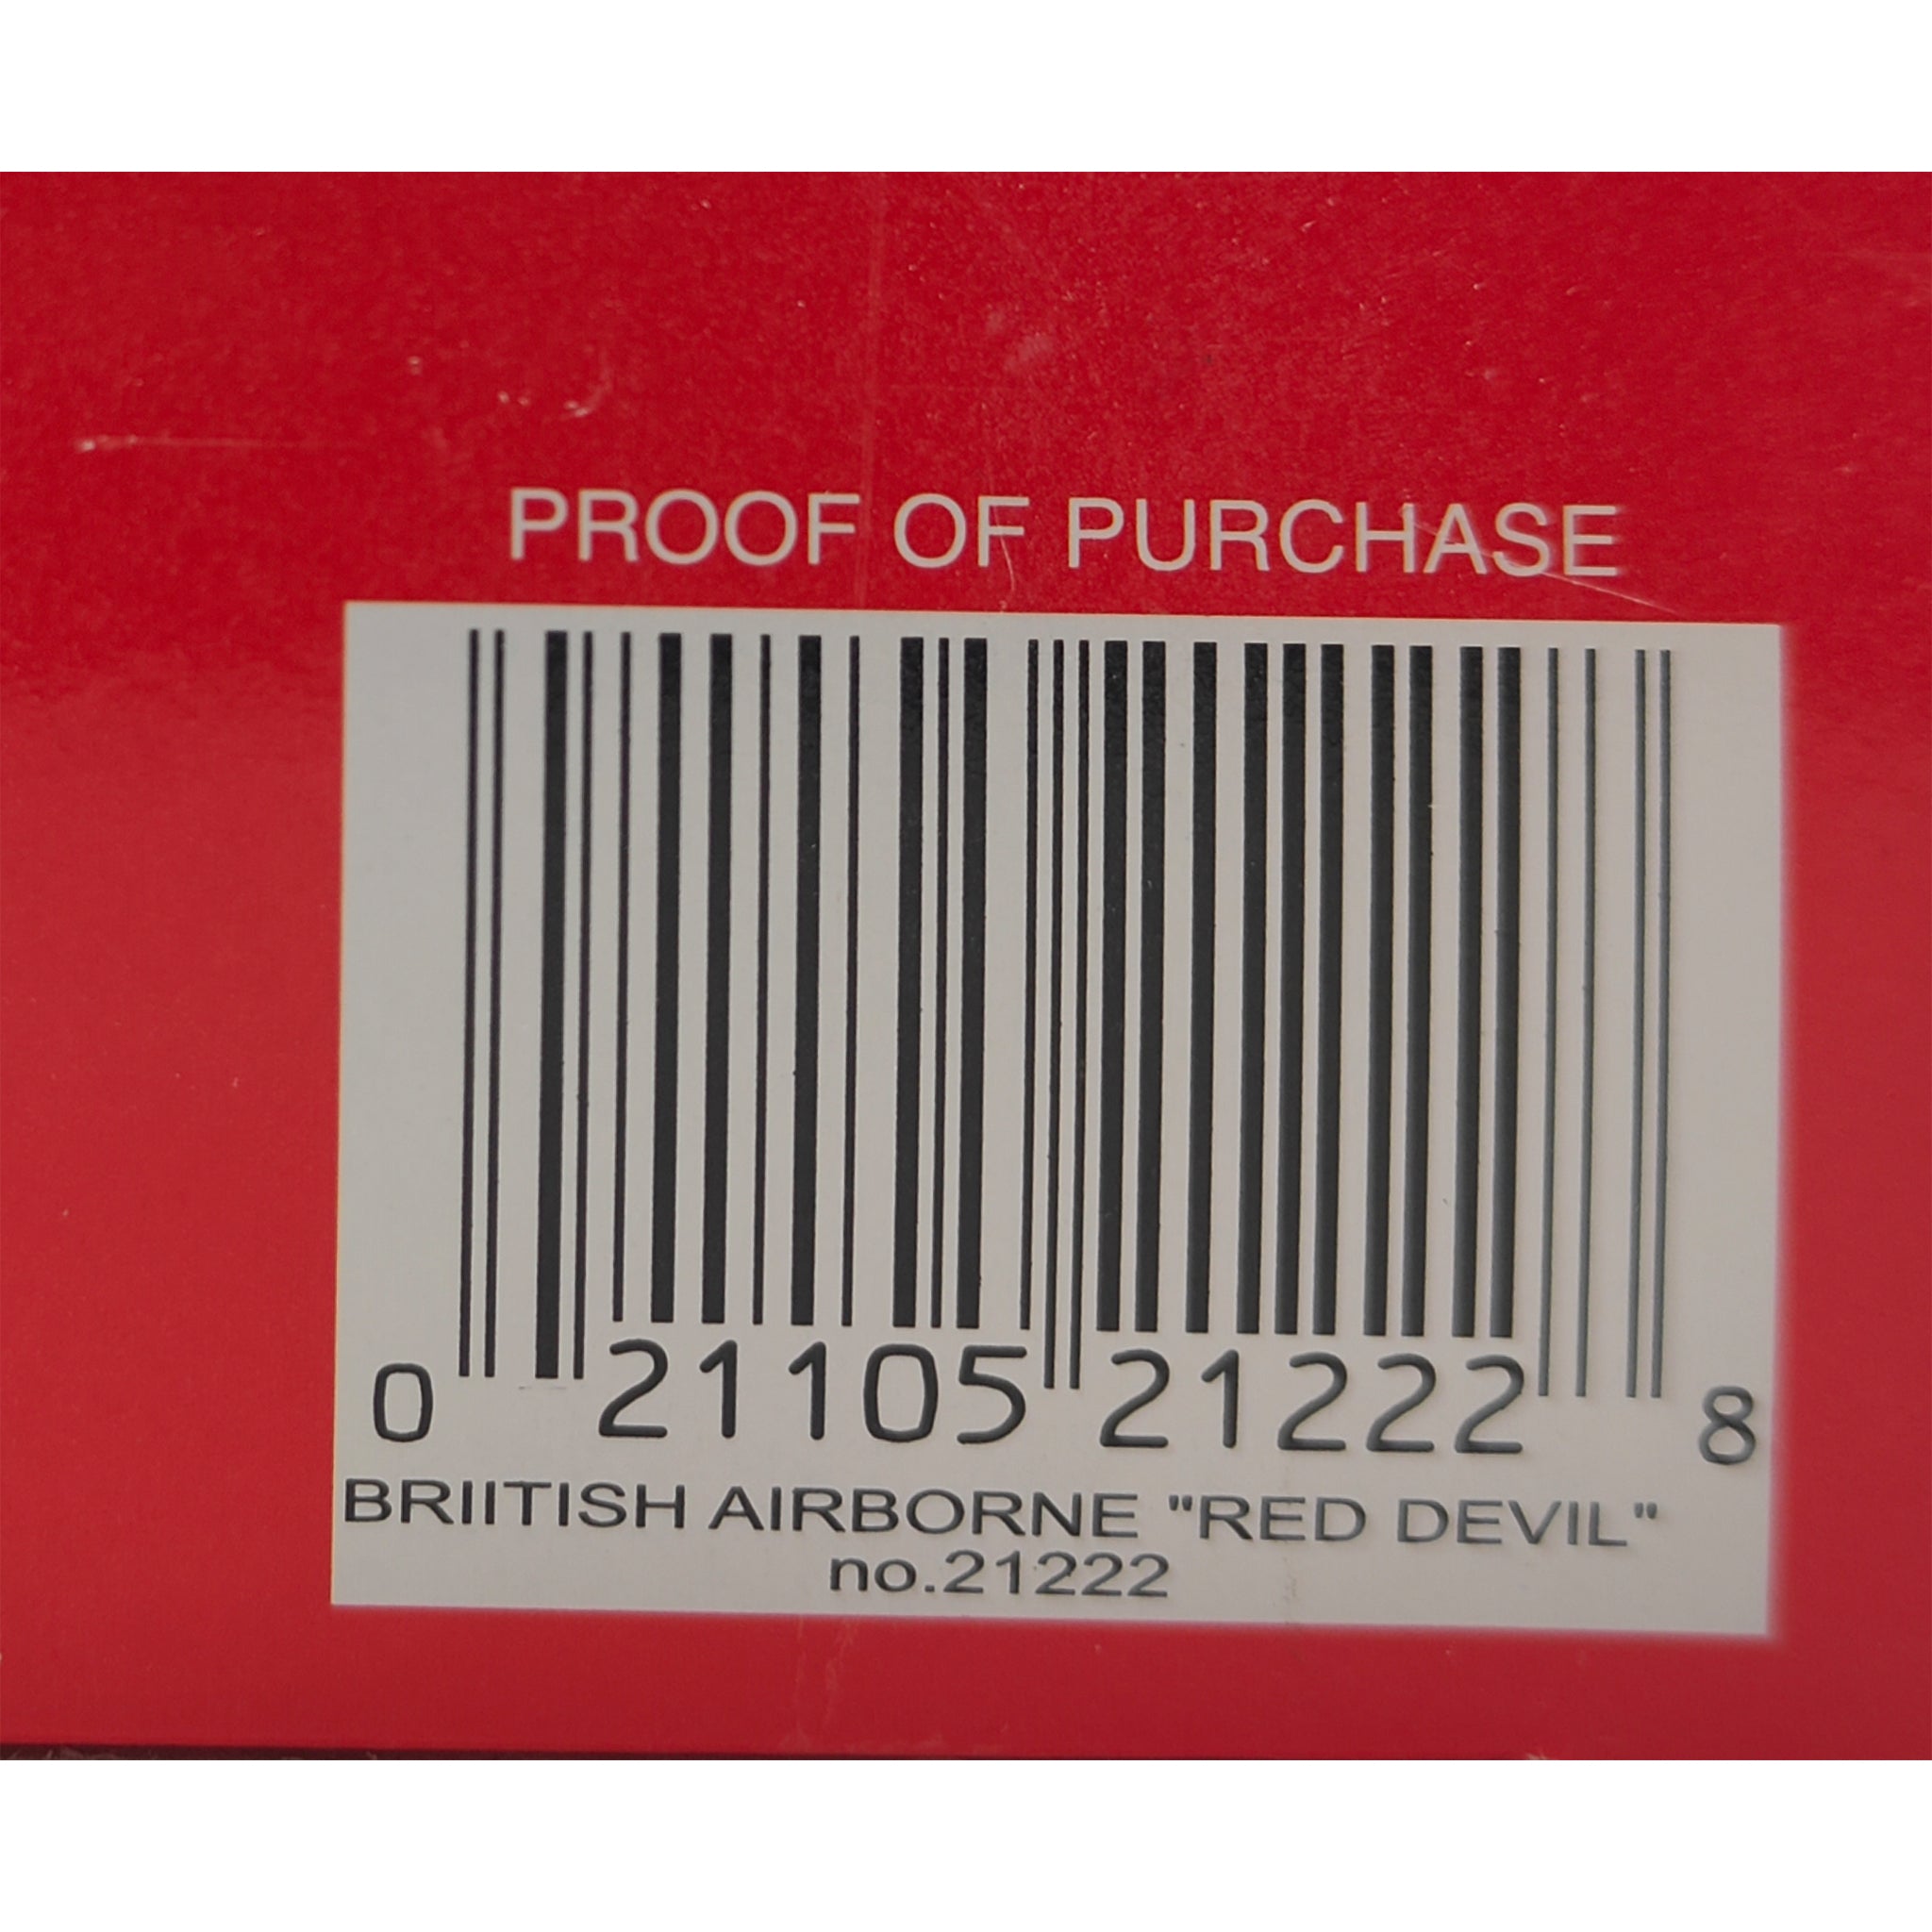 PROOF OF PURCHASE
0 21105 21222 8
BRIITISH AIRBORNE "RED DEVIL"
no.21222